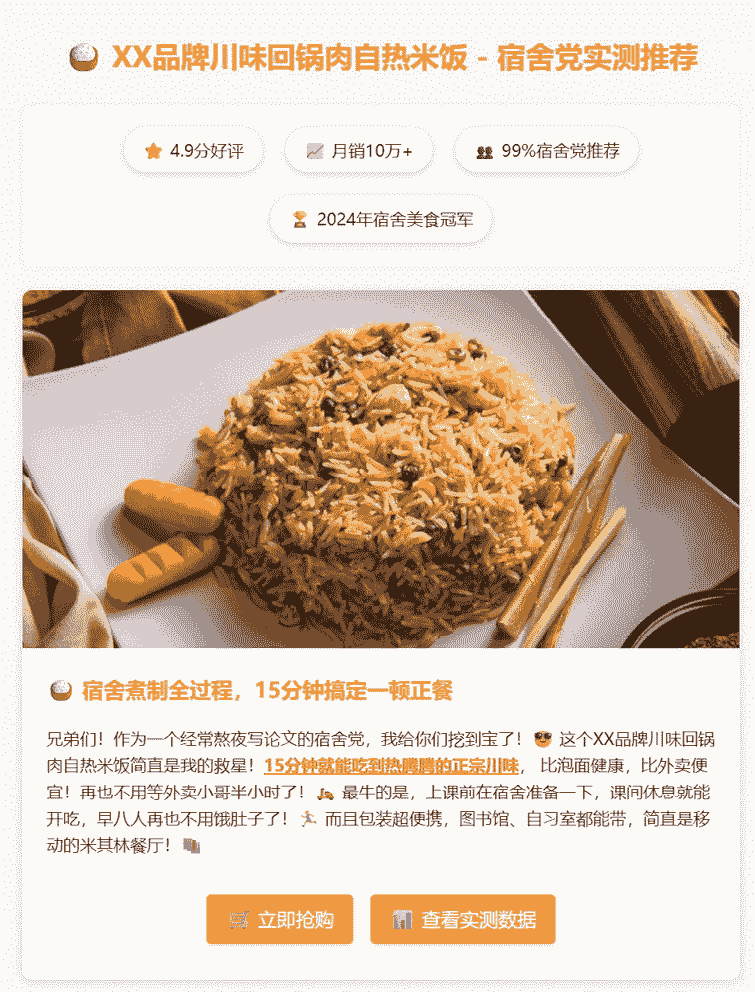 🍚 XX品牌川味回锅肉自热米饭 - 宿舍党实测推荐
⭐ 4.9分好评
📈 月销10万+
👥 99%宿舍党推荐
🏆 2024年宿舍美食冠军
🍚 宿舍煮制全过程，15分钟搞定一顿正餐
兄弟们！作为一个经常熬夜写论文的宿舍党，我给你们挖到宝了！😎 这个XX品牌川味回锅
肉自热米饭简直是我的救星！15分钟就能吃到热腾腾的正宗川味， 比泡面健康，比外卖便
宜！再也不用等外卖小哥半小时了！🛵 最牛的是，上课前在宿舍准备一下，课间休息就能
开吃，早八人再也不用饿肚子了！🏃 而且包装超便携，图书馆、自习室都能带，简直是移
动的米其林餐厅！📚
🛒 立即抢购
📊 查看实测数据